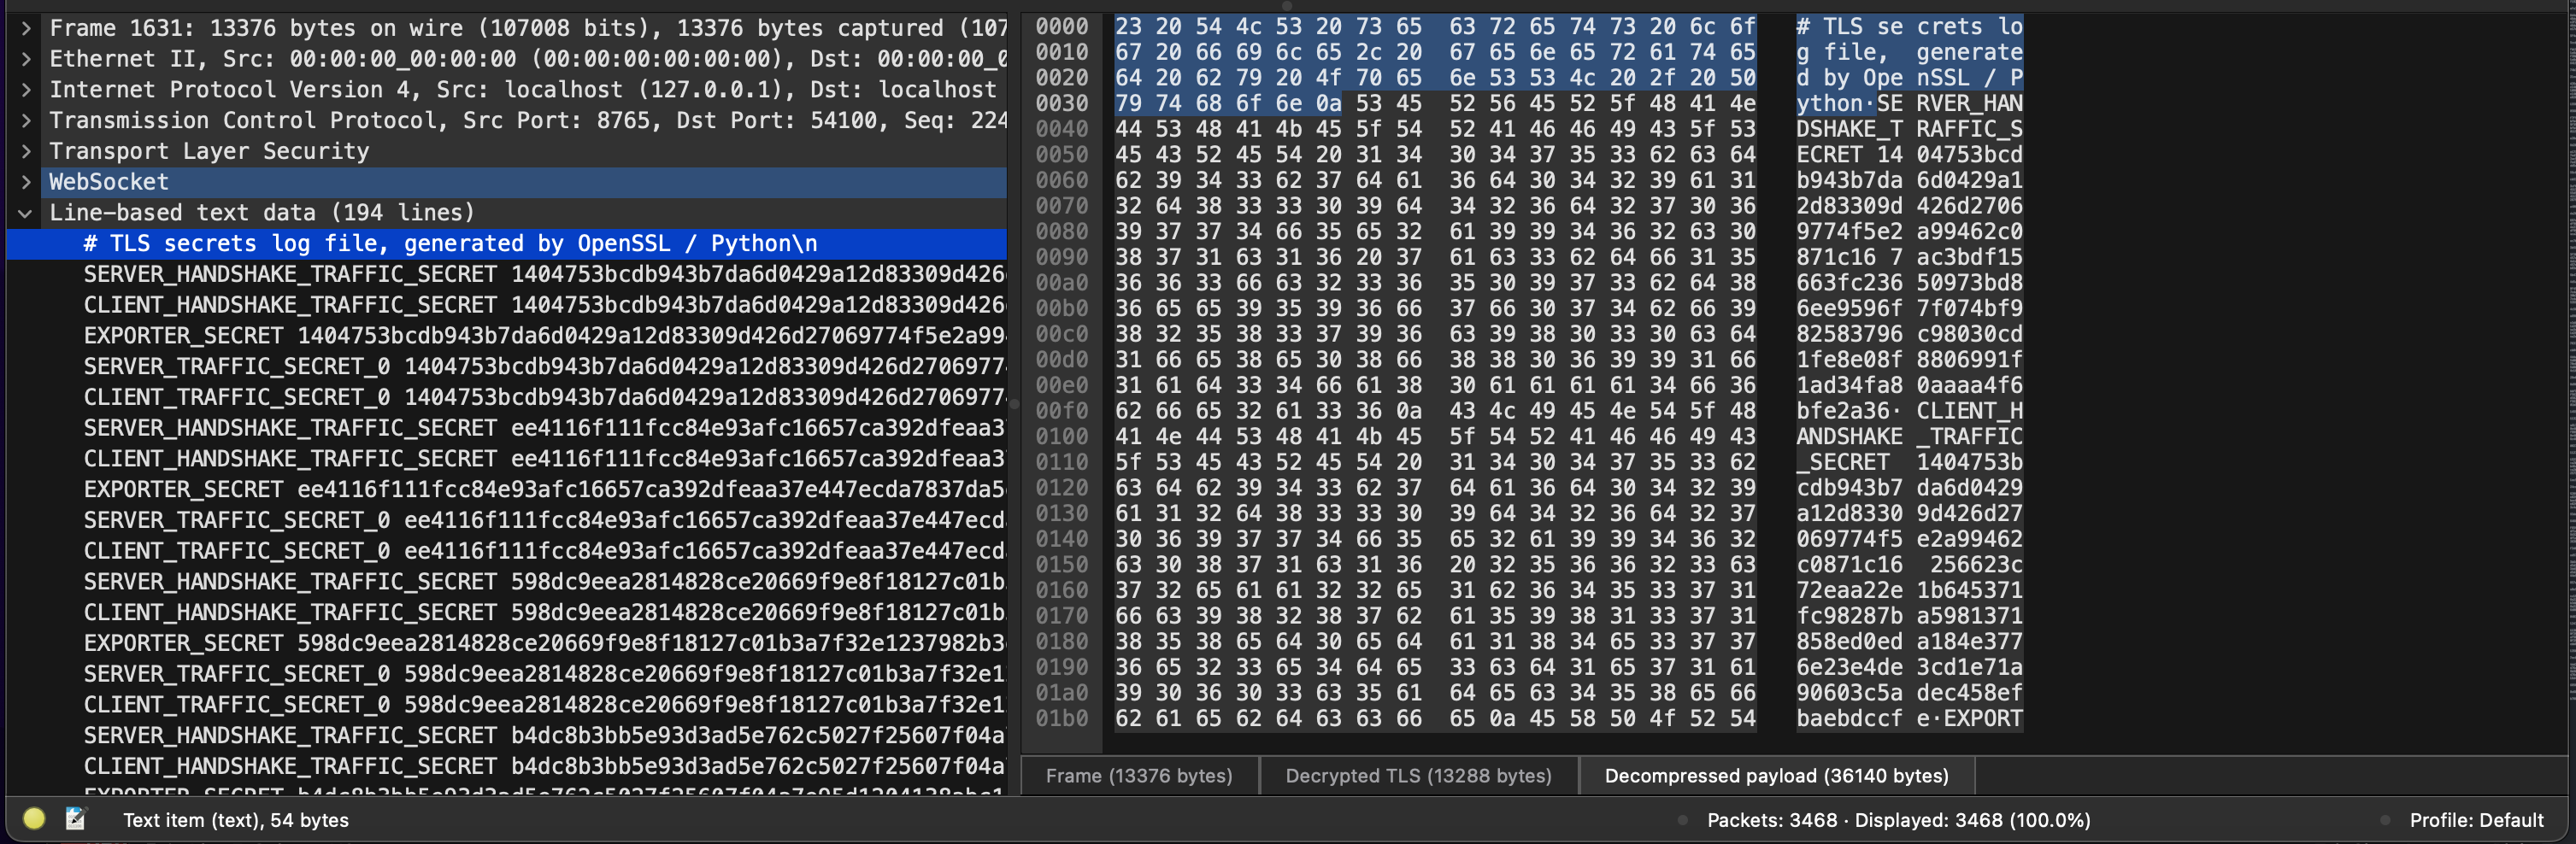 Frame 1631: 13376 bytes on wire (107008 bits), 13376 bytes captured (107
Ethernet II, Src: 00:00:00_00:00:00 (00:00:00:00:00:00), Dst: 00:00:00_0
Internet Protocol Version 4, Src: localhost (127.0.0.1), Dst: localhost
Transmission Control Protocol, Src Port: 8765, Dst Port: 54100, Seq: 224
Transport Layer Security
WebSocket
Line-based text data (194 lines)
# TLS secrets log file, generated by OpenSSL / Python\n
SERVER_HANDSHAKE_TRAFFIC_SECRET 1404753bcdb943b7da6d0429a12d83309d426
CLIENT_HANDSHAKE_TRAFFIC_SECRET 1404753bcdb943b7da6d0429a12d83309d426
EXPORTER_SECRET 1404753bcdb943b7da6d0429a12d83309d426d27069774f5e2a99
SERVER_TRAFFIC_SECRET_0 1404753bcdb943b7da6d0429a12d83309d426d2706977
CLIENT_TRAFFIC_SECRET_0 1404753bcdb943b7da6d0429a12d83309d426d2706977
SERVER_HANDSHAKE_TRAFFIC_SECRET ee4116f111fcc84e93afc16657ca392dfeaa3
CLIENT_HANDSHAKE_TRAFFIC_SECRET ee4116f111fcc84e93afc16657ca392dfeaa3
EXPORTER_SECRET ee4116f111fcc84e93afc16657ca392dfeaa37e447ecda7837da5
SERVER_TRAFFIC_SECRET_0 ee4116f111fcc84e93afc16657ca392dfeaa37e447ecd
CLIENT_TRAFFIC_SECRET_0 ee4116f111fcc84e93afc16657ca392dfeaa37e447ecd
SERVER_HANDSHAKE_TRAFFIC_SECRET 598dc9eea2814828ce20669f9e8f18127c01b
CLIENT_HANDSHAKE_TRAFFIC_SECRET 598dc9eea2814828ce20669f9e8f18127c01b
EXPORTER_SECRET 598dc9eea2814828ce20669f9e8f18127c01b3a7f32e1237982b3
SERVER_TRAFFIC_SECRET_0 598dc9eea2814828ce20669f9e8f18127c01b3a7f32e1
CLIENT_TRAFFIC_SECRET_0 598dc9eea2814828ce20669f9e8f18127c01b3a7f32e1
SERVER_HANDSHAKE_TRAFFIC_SECRET b4dc8b3bb5e93d3ad5e762c5027f25607f04a
CLIENT_HANDSHAKE_TRAFFIC_SECRET b4dc8b3bb5e93d3ad5e762c5027f25607f04a
0000 23 20 54 4c 53 20 73 65 63 72 65 74 73 20 6c 6f # TLS se crets lo
0010 67 20 66 69 6c 65 2c 20 67 65 6e 65 72 61 74 65 g file, generate
0020 64 20 62 79 20 4f 70 65 6e 53 53 4c 20 2f 20 50 d by Ope nSSL / P
0030 79 74 68 6f 6e 0a 53 45 52 56 45 52 5f 48 41 4e ython·SE RVER_HAN
0040 44 53 48 41 4b 45 5f 54 52 41 46 46 49 43 5f 53 DSHAKE_T RAFFIC_S
0050 45 43 52 45 54 20 31 34 30 34 37 35 33 62 63 64 ECRET 14 04753bcd
0060 62 39 34 33 62 37 64 61 36 64 30 34 32 39 61 31 b943b7da 6d0429a1
0070 32 64 38 33 33 30 39 64 34 32 36 64 32 37 30 36 2d83309d 426d2706
0080 39 37 37 34 66 35 65 32 61 39 39 34 36 32 63 30 9774f5e2 a99462c0
0090 38 37 31 63 31 36 20 37 61 63 33 62 64 66 31 35 871c16 7 ac3bdf15
00a0 36 36 33 66 63 32 33 36 35 30 39 37 33 62 64 38 663fc236 50973bd8
00b0 36 65 65 39 35 39 36 66 37 66 30 37 34 62 66 39 6ee9596f 7f074bf9
00c0 38 32 35 38 33 37 39 36 63 39 38 30 33 30 63 64 82583796 c98030cd
00d0 31 66 65 38 65 30 38 66 38 38 30 36 39 39 31 66 1fe8e08f 8806991f
00e0 31 61 64 33 34 66 61 38 30 61 61 61 61 34 66 36 1ad34fa8 0aaaa4f6
00f0 62 66 65 32 61 33 36 0a 43 4c 49 45 4e 54 5f 48 bfe2a36· CLIENT_H
0100 41 4e 44 53 48 41 4b 45 5f 54 52 41 46 46 49 43 ANDSHAKE _TRAFFIC
0110 5f 53 45 43 52 45 54 20 31 34 30 34 37 35 33 62 _SECRET 1404753b
0120 63 64 62 39 34 33 62 37 64 61 36 64 30 34 32 39 cdb943b7 da6d0429
0130 61 31 32 64 38 33 33 30 39 64 34 32 36 64 32 37 a12d8330 9d426d27
0140 30 36 39 37 37 34 66 35 65 32 61 39 39 34 36 32 069774f5 e2a99462
0150 63 30 38 37 31 63 31 36 20 32 35 36 36 32 33 63 c0871c16 256623c
0160 37 32 65 61 61 32 32 65 31 62 36 34 35 33 37 31 72eaa22e 1b645371
0170 66 63 39 38 32 38 37 62 61 35 39 38 31 33 37 31 fc98287b a5981371
0180 38 35 38 65 64 30 65 64 61 31 38 34 65 33 37 37 858ed0ed a184e377
0190 36 65 32 33 65 34 64 65 33 63 64 31 65 37 31 61 6e23e4de 3cd1e71a
01a0 39 30 36 30 33 63 35 61 64 65 63 34 35 38 65 66 90603c5a dec458ef
01b0 62 61 65 62 64 63 63 66 65 0a 45 58 50 4f 52 54 baebdccf e·EXPORT
Frame (13376 bytes) Decrypted TLS (13288 bytes) Decompressed payload (36140 bytes)
Text item (text), 54 bytes
Packets: 3468 · Displayed: 3468 (100.0%)
Profile: Default